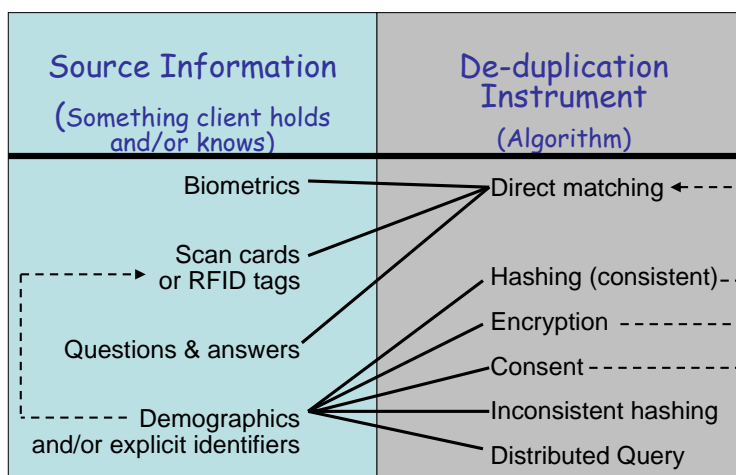 Source Information
(Something client holds
and/or knows)
De-duplication
Instrument
(Algorithm)
Biometrics
Scan cards
or RFID tags
Questions & answers
Demographics
and/or explicit identifiers
Direct matching
Hashing (consistent)
Encryption
Consent
Inconsistent hashing
Distributed Query